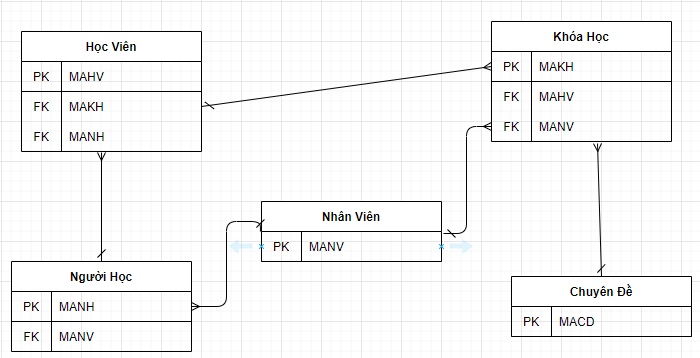 Học Viên
PK MAHV
FK MAKH
FK MANH
Khóa Học
PK MAKH
FK MAHV
FK MANV
Nhân Viên
PK MANV
Người Học
PK MANH
FK MANV
Chuyên Đề
PK MACD